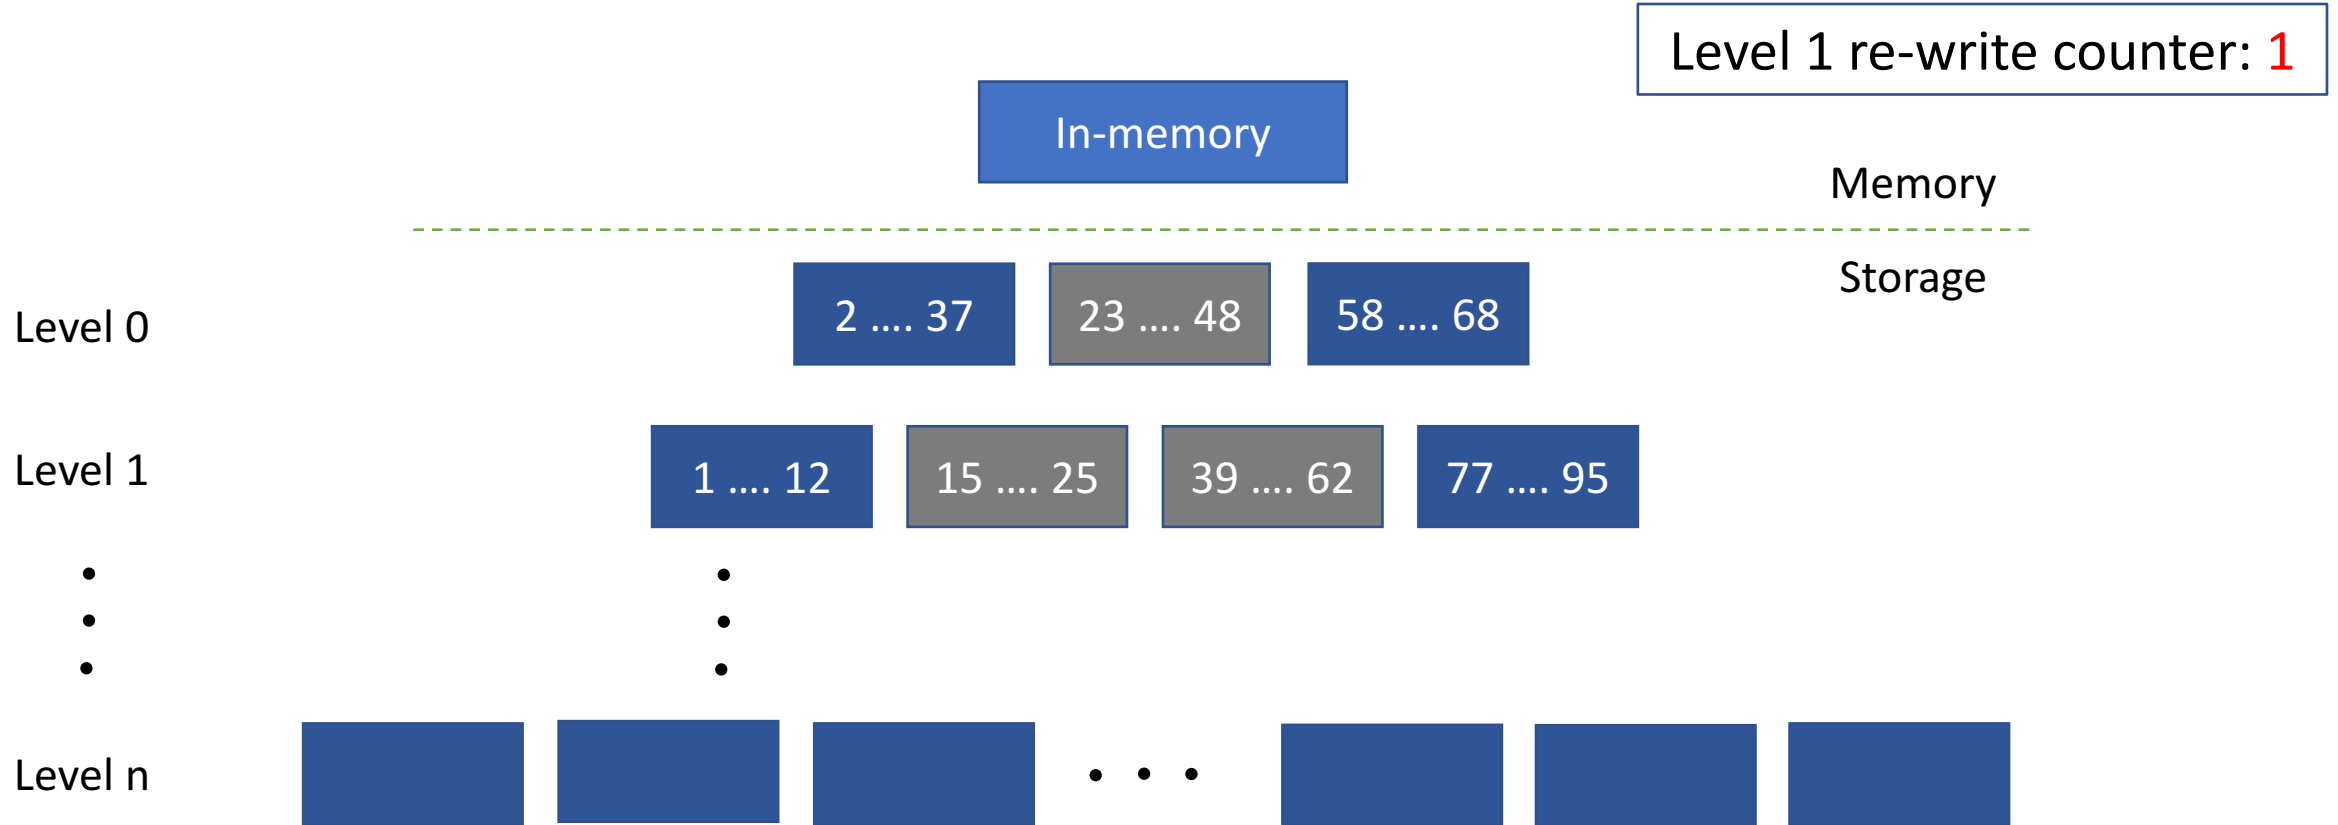 Level 1 re-write counter: 1
In-memory
Memory
Storage
Level 0
2 .... 37
23 .... 48
58 .... 68
Level 1
1 .... 12
15 .... 25
39 .... 62
77 .... 95
Level n